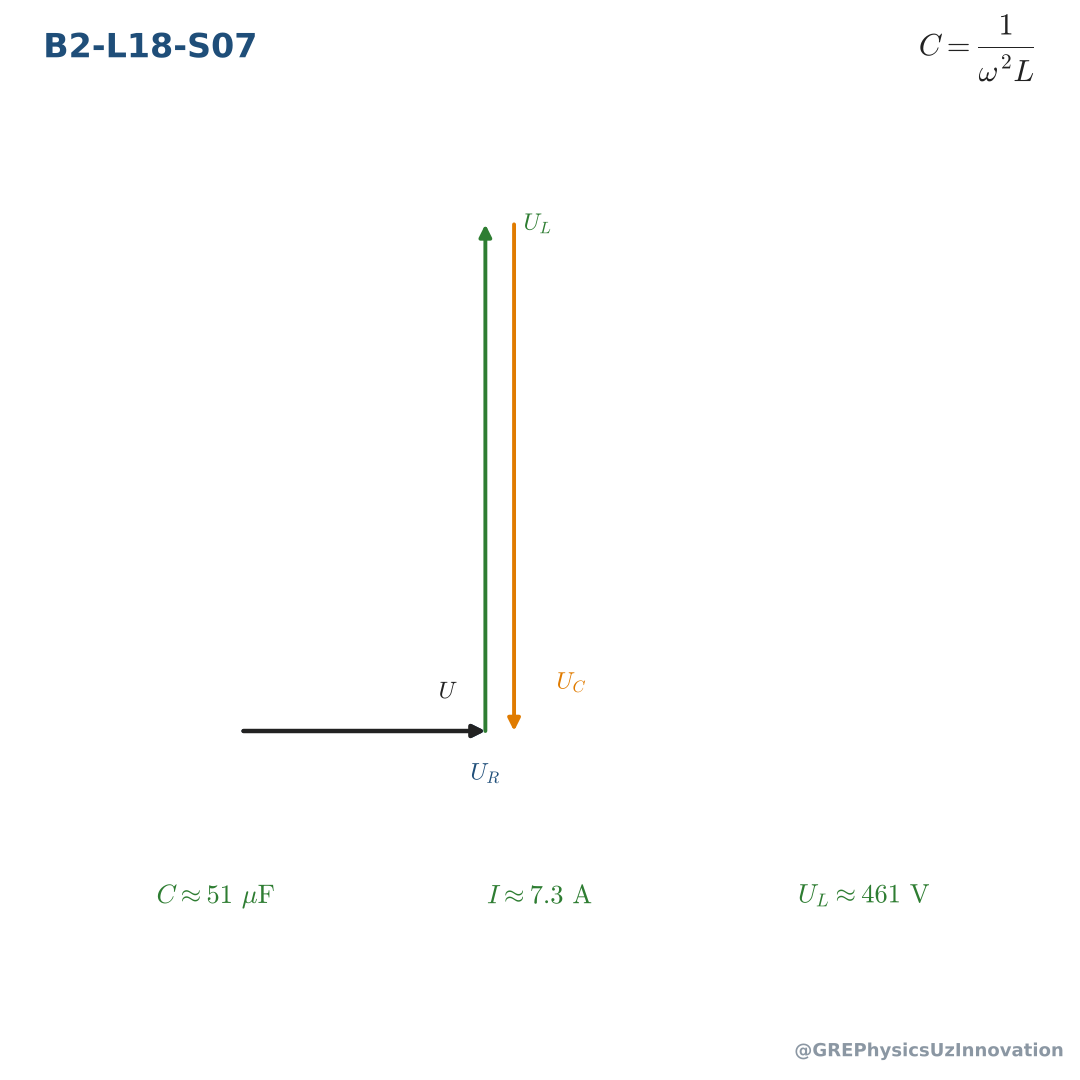 B2-L18-S07
C = 1/(ω²L)
U_L
U
U_C
U_R
C ≈ 51 μF
I ≈ 7.3 A
U_L ≈ 461 V
@GREPhysicsUzInnovation